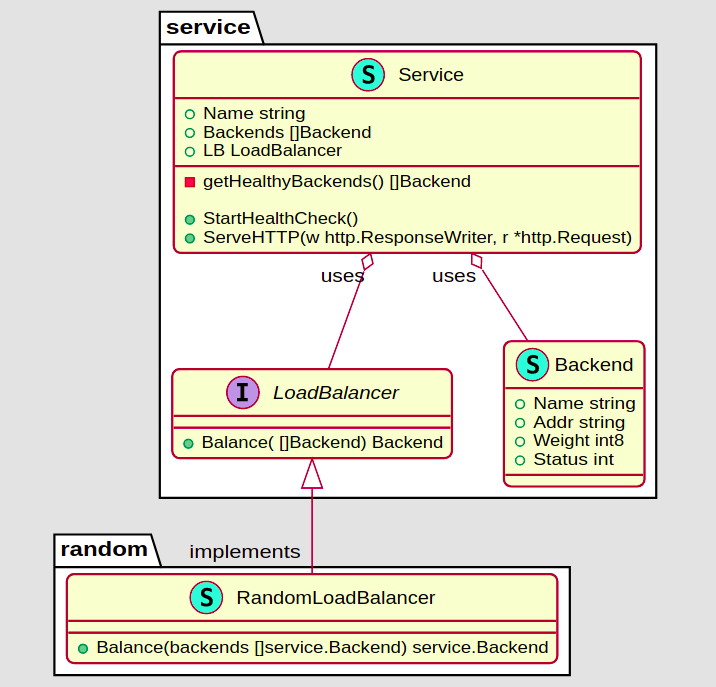 service
S Service
Name string
Backends []Backend
LB LoadBalancer
getHealthyBackends() []Backend
StartHealthCheck()
ServeHTTP(w http.ResponseWriter, r *http.Request)
uses
uses
I LoadBalancer
Balance( []Backend) Backend
S Backend
Name string
Addr string
Weight int8
Status int
implements
random
S RandomLoadBalancer
Balance(backends []service.Backend) service.Backend